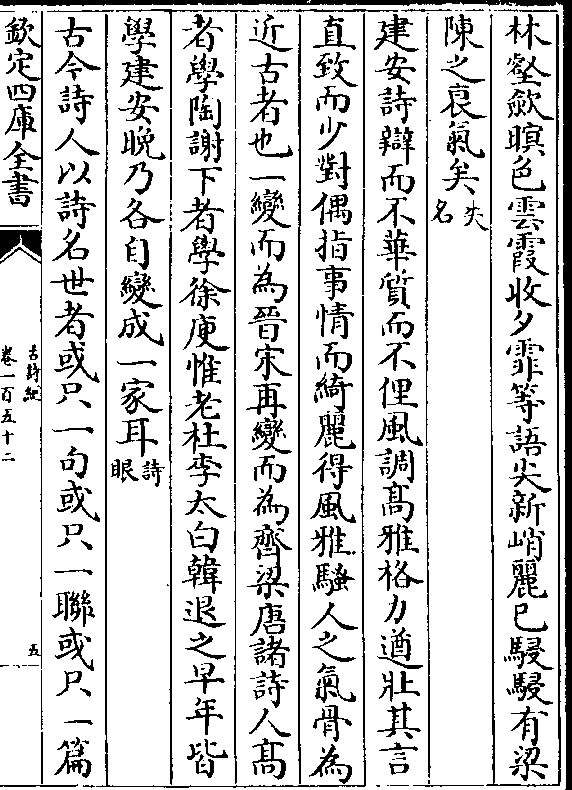 林壑歛暝色雲霞收夕霏等語尖新峭麗已駸駸有梁
陳之衰氣矣失名
建安詩辯而不華質而不俚風調高雅格力遒壯其言
直致而少對偶指事情而綺麗得風雅騷人之氣骨為
近古者也一變而為晉宋再變而為齊梁唐諸詩人高
者學陶謝下者學徐庾惟老杜李太白韓退之早年皆
學建安晚乃各自變成一家耳詩眼
古今詩人以詩名世者或只一句或只一聯或只一篇
欽定四庫全書
古詩紀
卷一百五十二
五